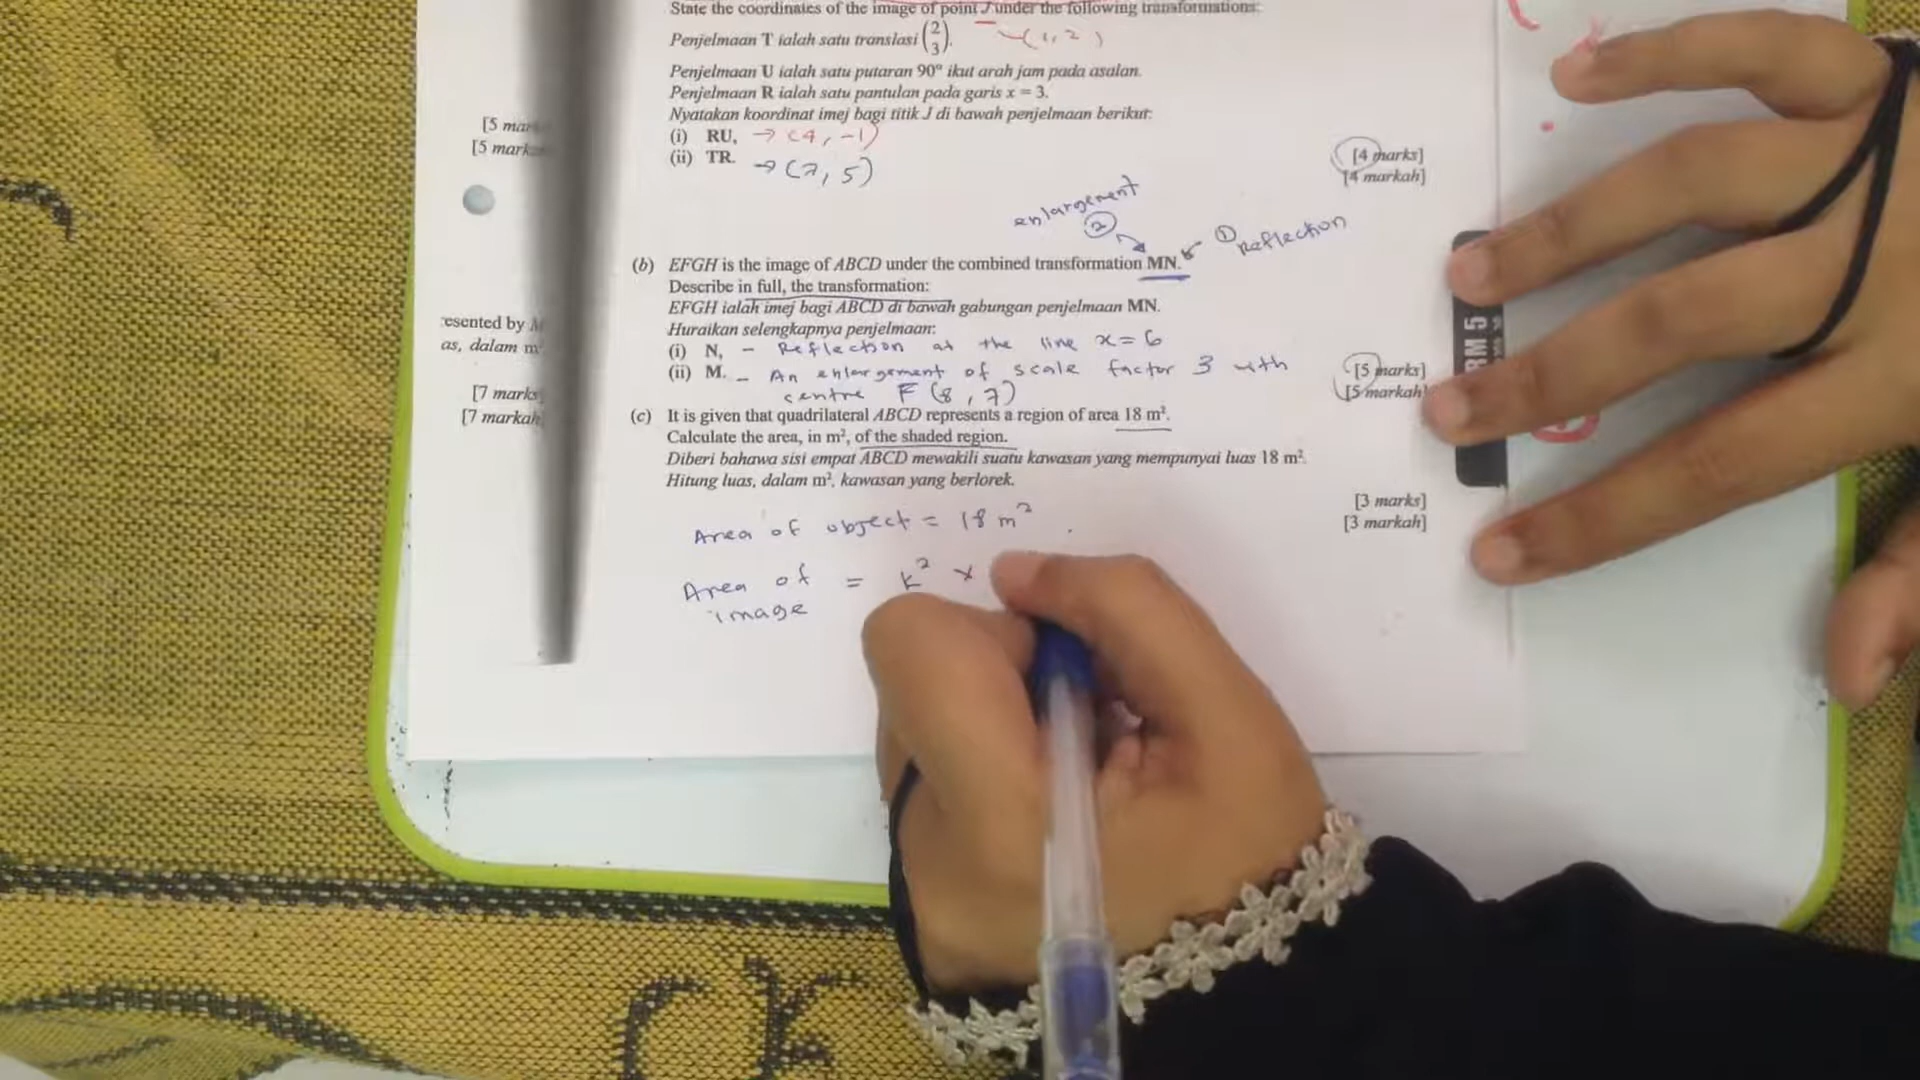 State the coordinates of the image of point J under the following transformations:
Penjelmaan T ialah satu translasi (2 3). (1, 2)
Penjelmaan U ialah satu putaran 90° ikut arah jam pada asalan.
Penjelmaan R ialah satu pantulan pada garis x = 3.
Nyatakan koordinat imej bagi titik J di bawah penjelmaan berikut:
(i) RU, → (4, -1)
(ii) TR. → (7, 5)
[4 marks]
[4 markah]
[5
[5
enlargement
②
① Reflection
(b) EFGH is the image of ABCD under the combined transformation MN.
Describe in full, the transformation:
EFGH ialah imej bagi ABCD di bawah gabungan penjelmaan MN.
Huraikan selengkapnya penjelmaan:
(i) N, - Reflection at the line x = 6
(ii) M. - An enlargement of scale factor 3 with
centre F (8, 7)
[5 marks]
[5 markah]
esented by
as, dalam m
[7 marks]
[7 markah]
(c) It is given that quadrilateral ABCD represents a region of area 18 m².
Calculate the area, in m², of the shaded region.
Diberi bahawa sisi empat ABCD mewakili suatu kawasan yang mempunyai luas 18 m².
Hitung luas, dalam m², kawasan yang berlorek.
[3 marks]
[3 markah]
Area of object = 18 m²
Area of = k² ×
image
RM 5